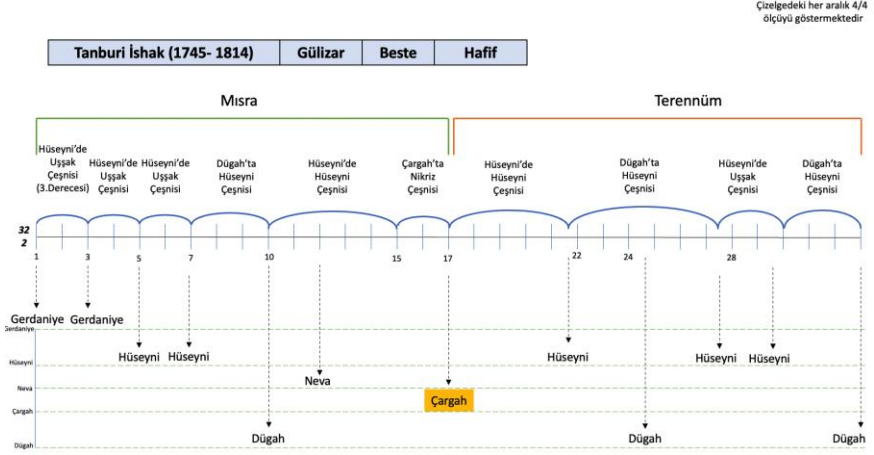 Çizelgedeki her aralık 4/4
ölçüyü göstermektedir
Tanburi İshak (1745- 1814) Gülizar Beste Hafif
Mısra Terennüm
Hüseyni'de
Uşşak
Çeşnisi
(3.Derecesi)
Hüseyni'de
Uşşak
Çeşnisi
Hüseyni'de
Uşşak
Çeşnisi
Dügah'ta
Hüseyni
Çeşnisi
Hüseyni'de
Hüseyni
Çeşnisi
Çargah'ta
Nikriz
Çeşnisi
Hüseyni'de
Hüseyni
Çeşnisi
Dügah'ta
Hüseyni
Çeşnisi
Hüseyni'de
Uşşak
Çeşnisi
Dügah'ta
Hüseyni
Çeşnisi
32
2
1 3 5 7 10 15 17 22 24 28
Gerdaniye Gerdaniye
Gerdaniye
Hüseyni Hüseyni Hüseyni Hüseyni Hüseyni
Hüseyni
Neva
Neva
Çargah
Çargah
Dügah Dügah Dügah
Dügah